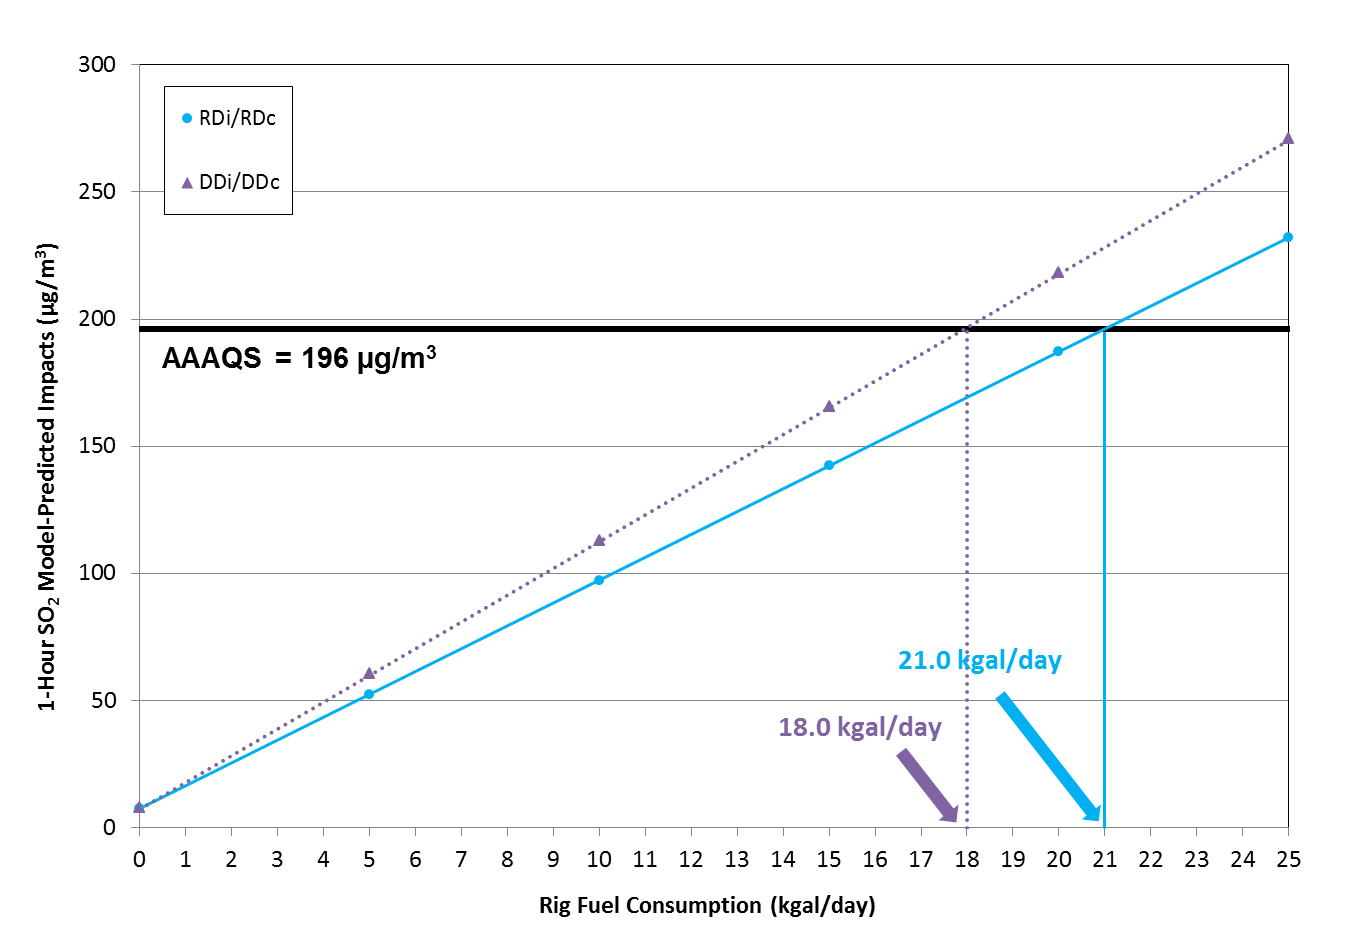 300
250
200
150
100
50
0
RDi/RDc
DDi/DDc
AAAQS = 196 µg/m³
21.0 kgal/day
18.0 kgal/day
0 1 2 3 4 5 6 7 8 9 10 11 12 13 14 15 16 17 18 19 20 21 22 23 24 25
Rig Fuel Consumption (kgal/day)
1-Hour SO₂ Model-Predicted Impacts (µg/m³)